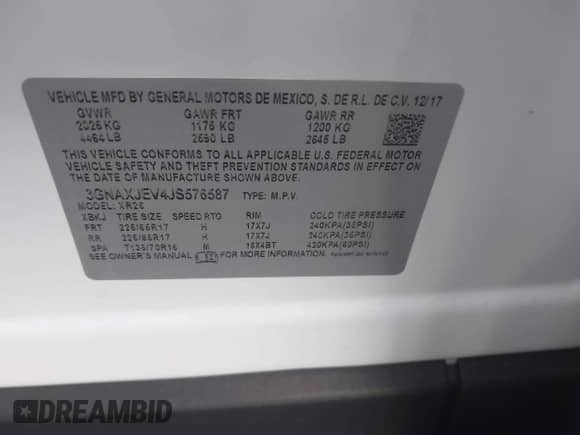 VEHICLE MFD BY GENERAL MOTORS DE MEXICO, S. DE R.L. DE C.V. 12/17
GVWR GAWR FRT GAWR RR
2025 KG 1175 KG 1200 KG
4464 LB 2590 LB 2645 LB
THIS VEHICLE CONFORMS TO ALL APPLICABLE U.S. FEDERAL MOTOR
VEHICLE SAFETY AND THEFT PREVENTION STANDARDS IN EFFECT ON
THE DATE OF MANUFACTURE SHOWN ABOVE.
3GNAXJEV4JS576587 TYPE: M.P.V.
MODEL: XR26
XBKJ TIRE SIZE SPEED RTG RIM COLD TIRE PRESSURE
FRT 225/65R17 H 17X7J 240KPA(35PSI)
RR 225/65R17 H 17X7J 240KPA(35PSI)
SPA T135/70R16 M 16X4BT 420KPA(60PSI)
SEE OWNER'S MANUAL FOR MORE INFORMATION.
DREAMBID